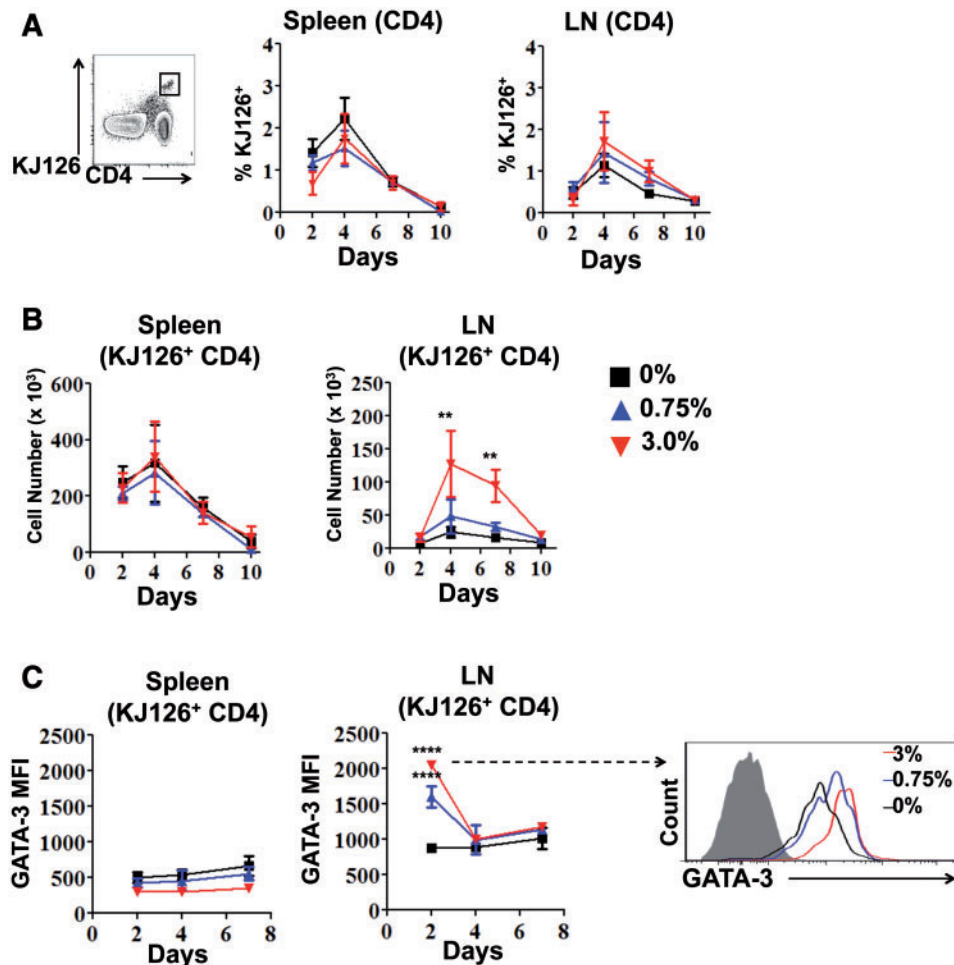 A
KJ126
CD4
Spleen (CD4)
% KJ126⁺
4
3
2
1
0
0 2 4 6 8 10
Days
LN (CD4)
% KJ126⁺
4
3
2
1
0
0 2 4 6 8 10
Days
B
Spleen
(KJ126⁺ CD4)
Cell Number (x 10³)
600
400
200
0
0 2 4 6 8 10
Days
LN
(KJ126⁺ CD4)
Cell Number (x 10³)
250
200
150
100
50
0
** 
**
0 2 4 6 8 10
Days
0%
0.75%
3.0%
C
Spleen
(KJ126⁺ CD4)
GATA-3 MFI
2500
2000
1500
1000
500
0
0 2 4 6 8
Days
LN
(KJ126⁺ CD4)
GATA-3 MFI
2500
2000
1500
1000
500
0
****
****
0 2 4 6 8
Days
Count
3%
0.75%
0%
GATA-3